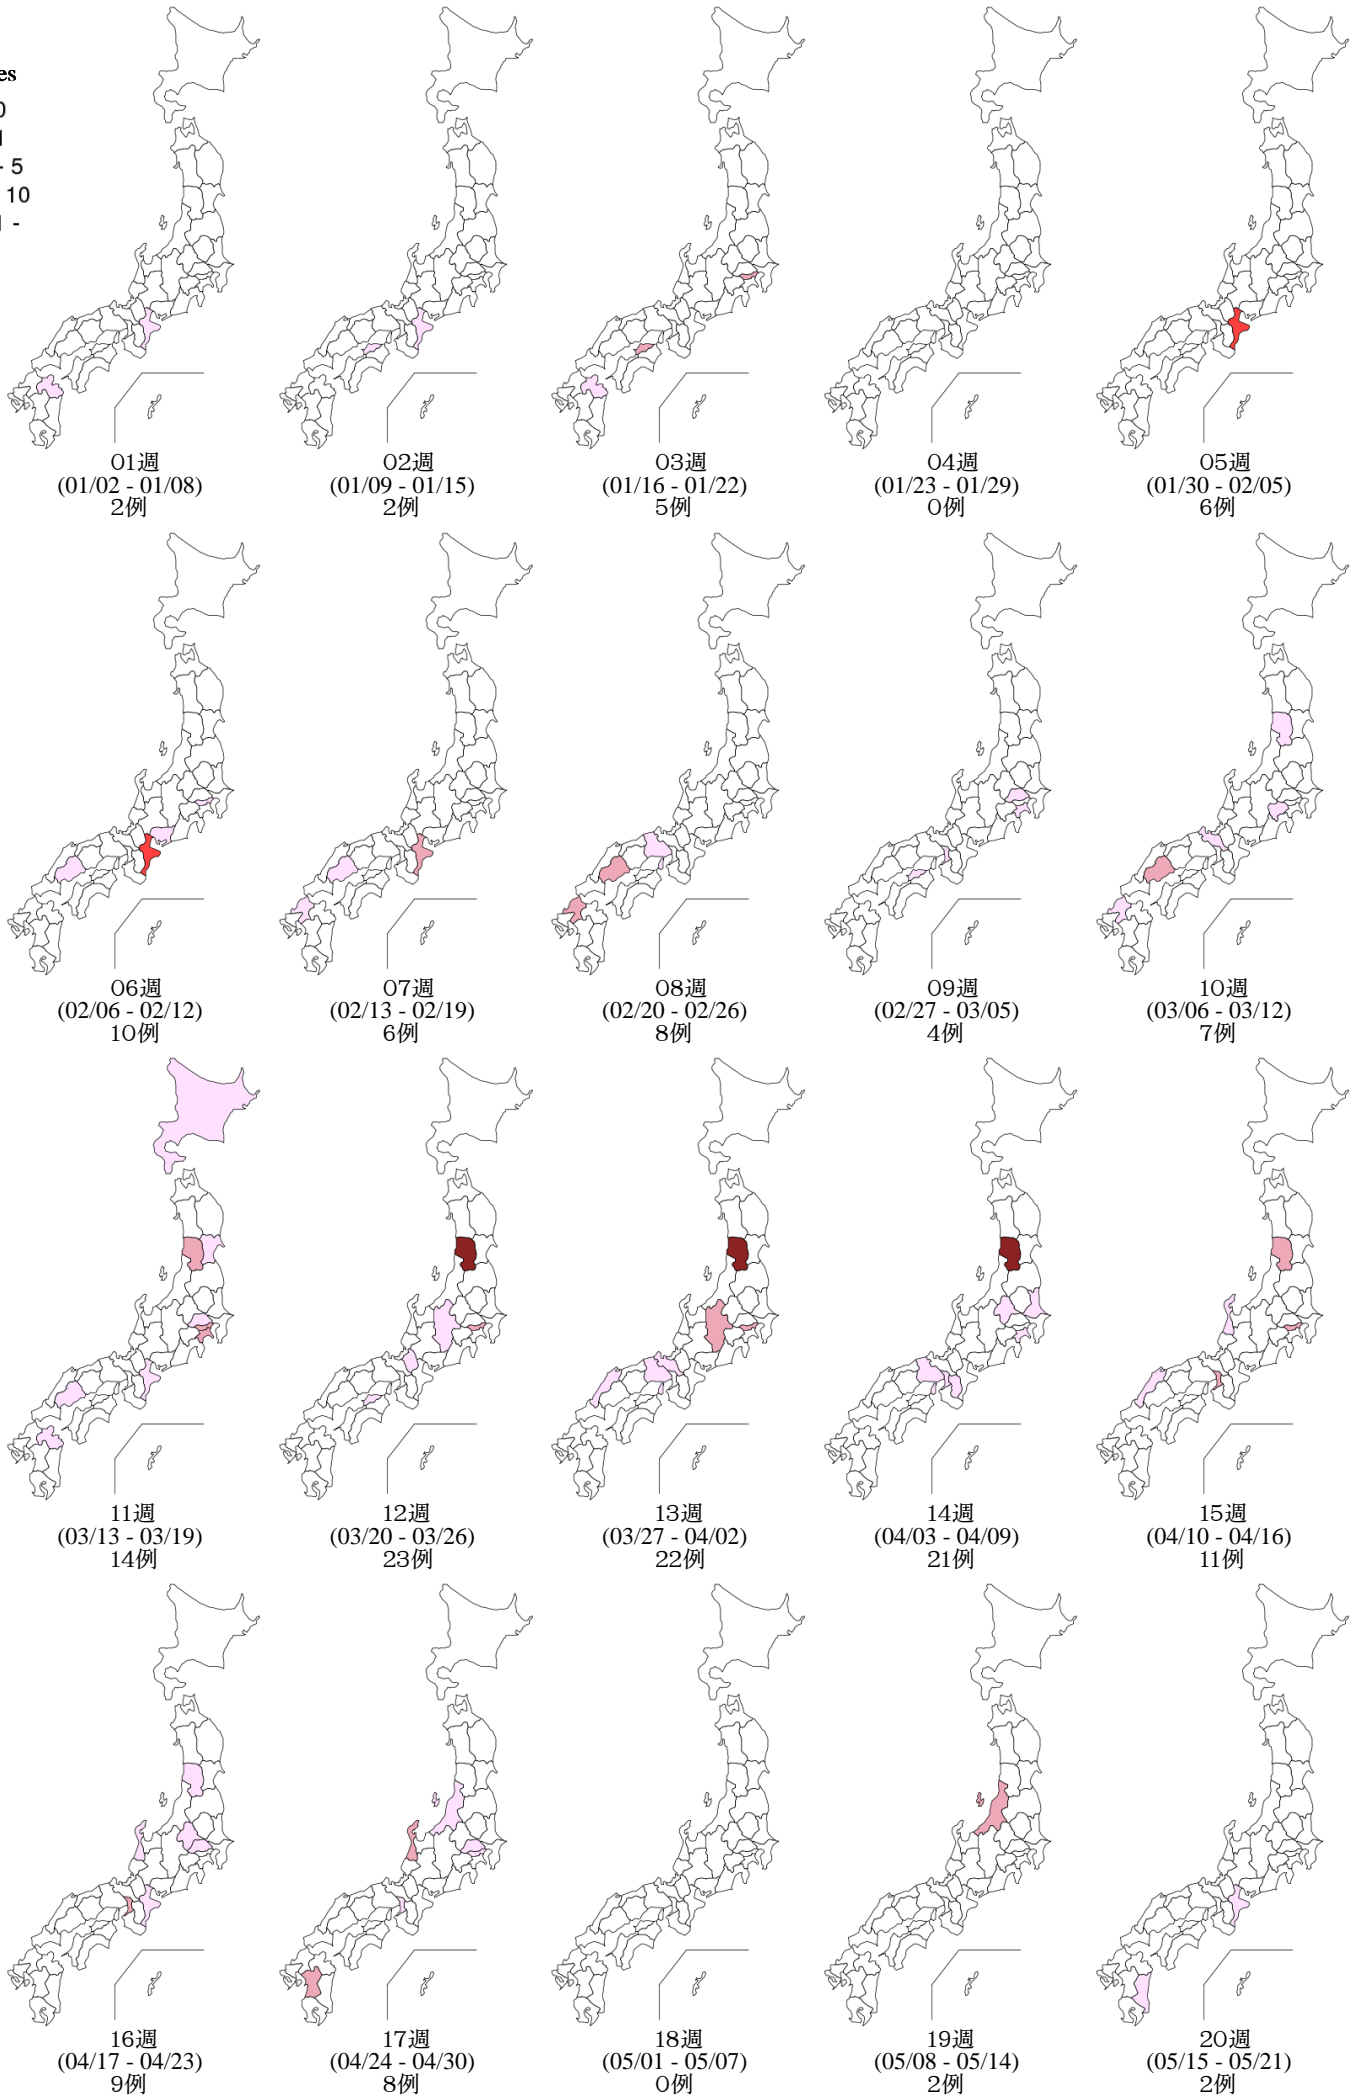 es
0
1
- 5
10
1 -
01週
(01/02 - 01/08)
2例
02週
(01/09 - 01/15)
2例
03週
(01/16 - 01/22)
5例
04週
(01/23 - 01/29)
0例
05週
(01/30 - 02/05)
6例
06週
(02/06 - 02/12)
10例
07週
(02/13 - 02/19)
6例
08週
(02/20 - 02/26)
8例
09週
(02/27 - 03/05)
4例
10週
(03/06 - 03/12)
7例
11週
(03/13 - 03/19)
14例
12週
(03/20 - 03/26)
23例
13週
(03/27 - 04/02)
22例
14週
(04/03 - 04/09)
21例
15週
(04/10 - 04/16)
11例
16週
(04/17 - 04/23)
9例
17週
(04/24 - 04/30)
8例
18週
(05/01 - 05/07)
0例
19週
(05/08 - 05/14)
2例
20週
(05/15 - 05/21)
2例